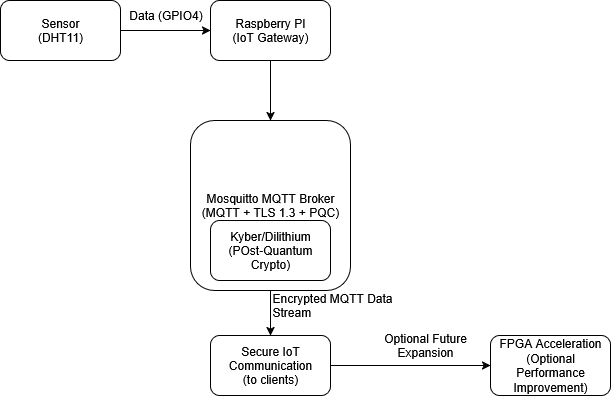 Sensor
(DHT11)
Data (GPIO4)
Raspberry PI
(IoT Gateway)
Mosquitto MQTT Broker
(MQTT + TLS 1.3 + PQC)
Kyber/Dilithium
(POst-Quantum
Crypto)
Encrypted MQTT Data
Stream
Secure IoT
Communication
(to clients)
Optional Future
Expansion
FPGA Acceleration
(Optional
Performance
Improvement)